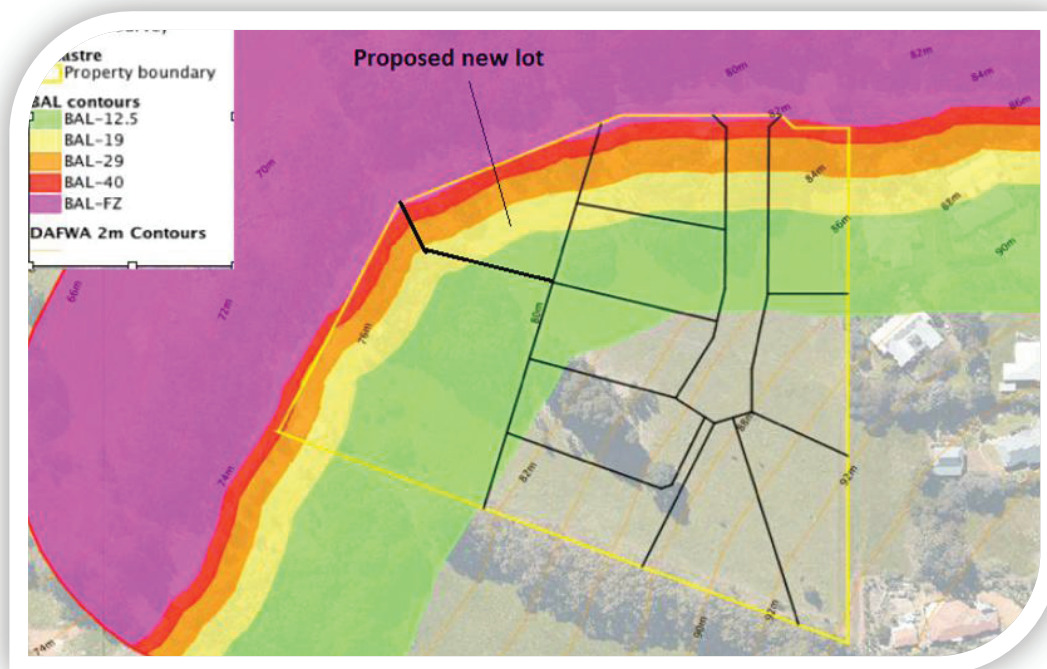 astre
Property boundary
BAL contours
BAL-12.5
BAL-19
BAL-29
BAL-40
BAL-FZ
DAFWA 2m Contours
Proposed new lot
80m
82m
84m
86m
82m
70m
84m
88m
86m
90m
66m
72m
80m
76m
74m
82m
88m
92m
74m
90m
92m